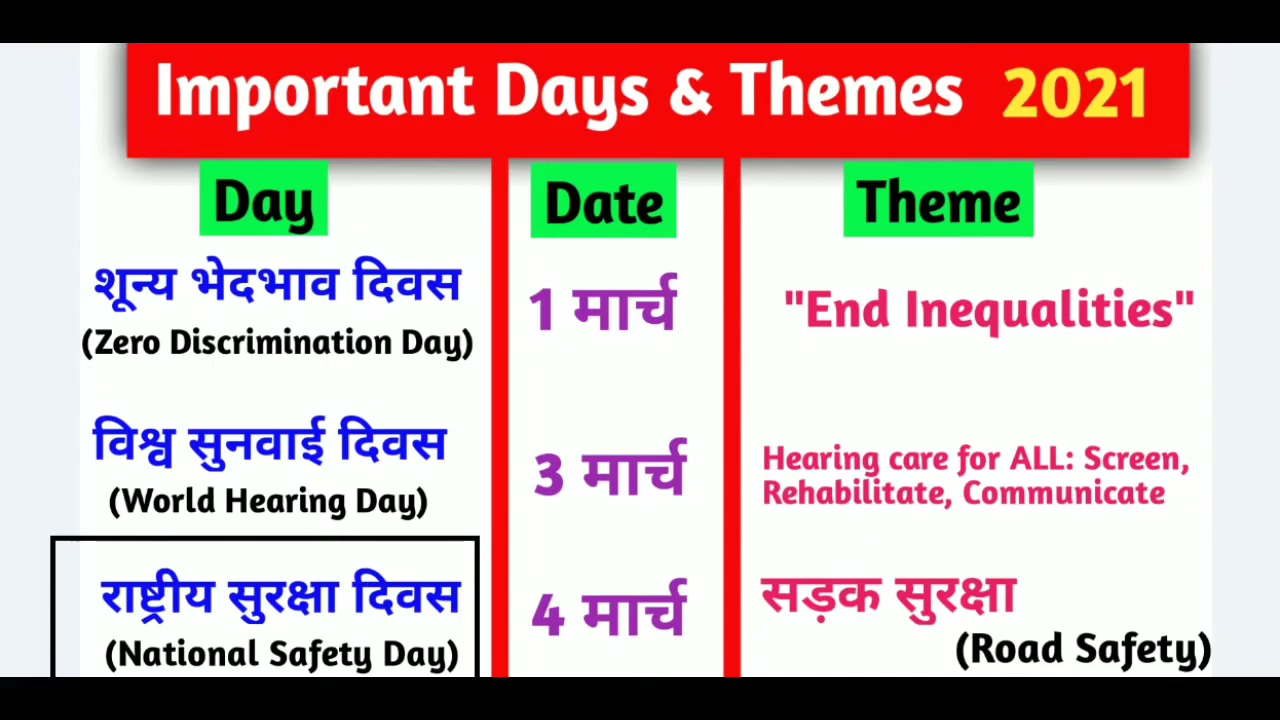 Important Days & Themes 2021
Day Date Theme
शून्य भेदभाव दिवस
(Zero Discrimination Day)
1 मार्च
"End Inequalities"
विश्व सुनवाई दिवस
(World Hearing Day)
3 मार्च
Hearing care for ALL: Screen,
Rehabilitate, Communicate
राष्ट्रीय सुरक्षा दिवस
(National Safety Day)
4 मार्च
सड़क सुरक्षा
(Road Safety)